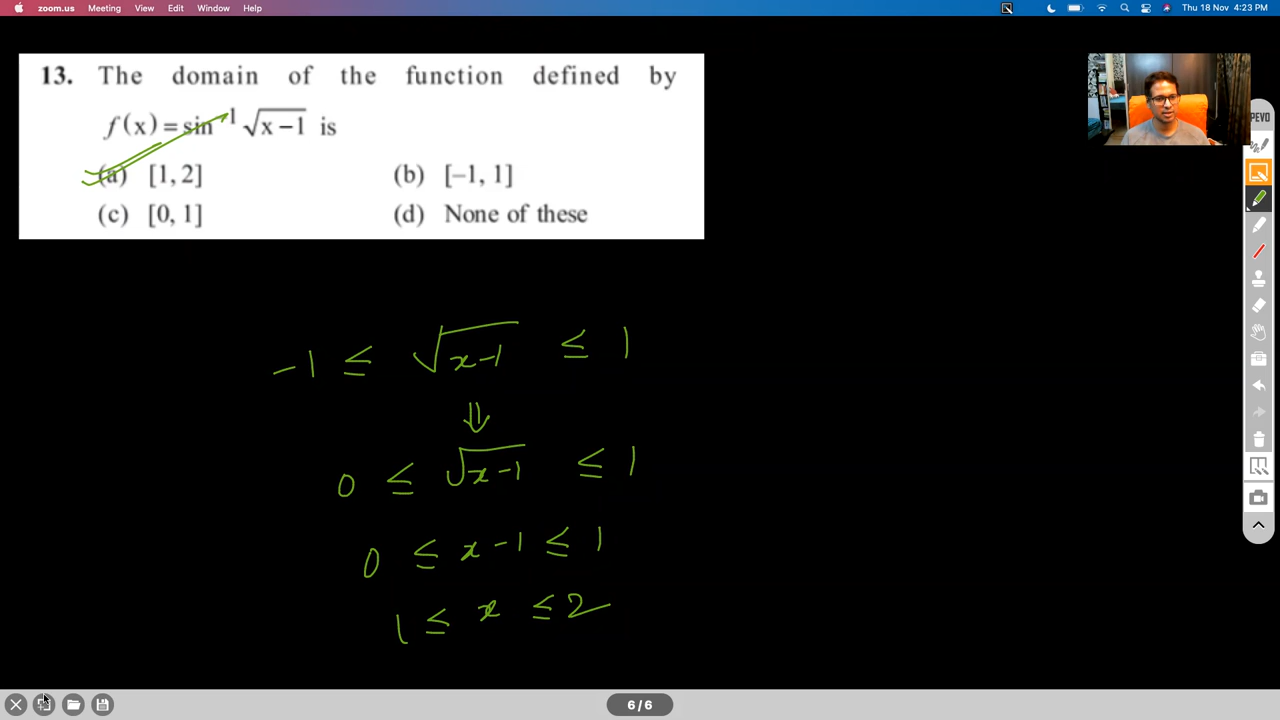 zoom.us Meeting View Edit Window Help Thu 18 Nov 4:23 PM
13. The domain of the function defined by
f(x) = sin⁻¹ √(x−1) is
(a) [1, 2] (b) [–1, 1]
(c) [0, 1] (d) None of these
−1 ≤ √(x−1) ≤ 1
⇓
0 ≤ √(x−1) ≤ 1
0 ≤ x−1 ≤ 1
1 ≤ x ≤ 2
6 / 6